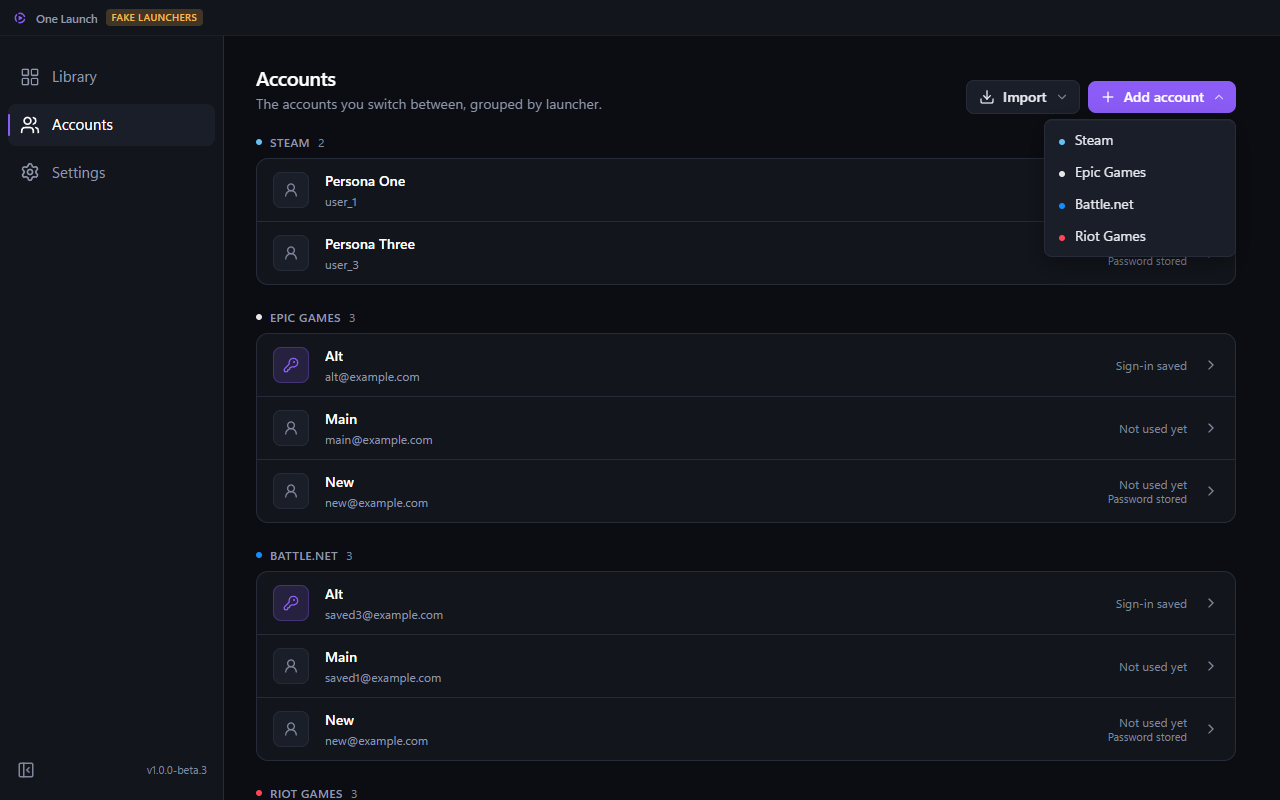 One Launch FAKE LAUNCHERS
Library
Accounts
Settings
v1.0.0-beta.3
Accounts
The accounts you switch between, grouped by launcher.
Import
Add account
Steam
Epic Games
Battle.net
Riot Games
STEAM 2
Persona One
user_1
Persona Three
user_3
Password stored
EPIC GAMES 3
Alt
alt@example.com
Sign-in saved
Main
main@example.com
Not used yet
New
new@example.com
Not used yet
Password stored
BATTLE.NET 3
Alt
saved3@example.com
Sign-in saved
Main
saved1@example.com
Not used yet
New
new@example.com
Not used yet
Password stored
RIOT GAMES 3